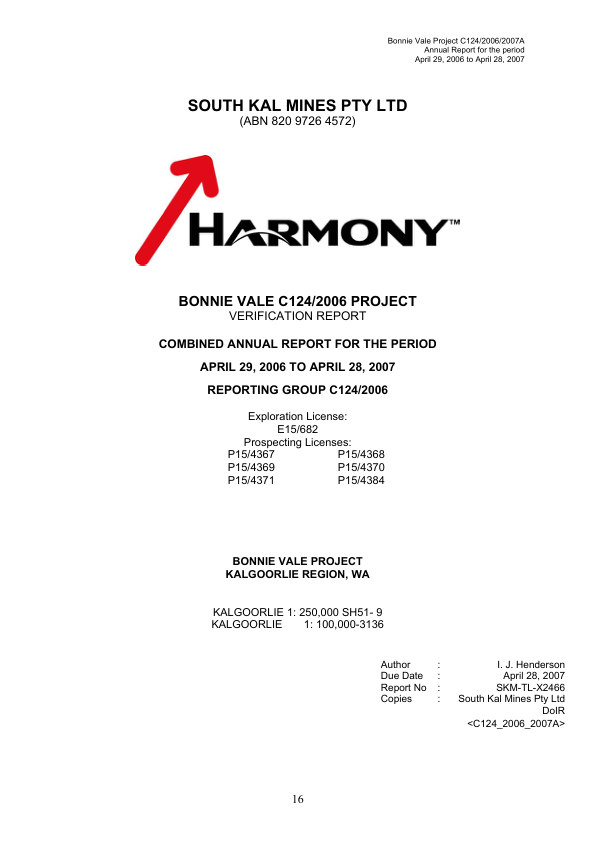 Bonnie Vale Project C124/2006/2007A
Annual Report for the period
April 29, 2006 to April 28, 2007
SOUTH KAL MINES PTY LTD
(ABN 820 9726 4572)
HARMONY™
BONNIE VALE C124/2006 PROJECT
VERIFICATION REPORT
COMBINED ANNUAL REPORT FOR THE PERIOD
APRIL 29, 2006 TO APRIL 28, 2007
REPORTING GROUP C124/2006
Exploration License:
E15/682
Prospecting Licenses:
P15/4367 P15/4368
P15/4369 P15/4370
P15/4371 P15/4384
BONNIE VALE PROJECT
KALGOORLIE REGION, WA
KALGOORLIE 1: 250,000 SH51- 9
KALGOORLIE 1: 100,000-3136
Author : I. J. Henderson
Due Date : April 28, 2007
Report No : SKM-TL-X2466
Copies : South Kal Mines Pty Ltd
DoIR
<C124_2006_2007A>
16